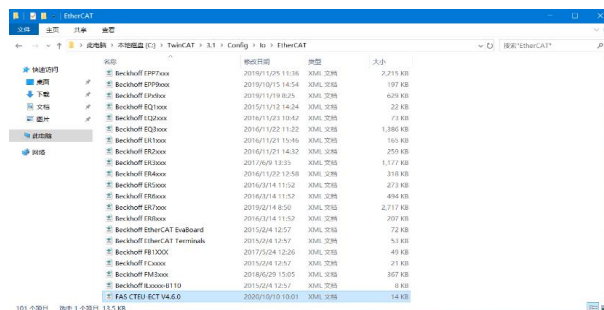 EtherCAT
文件 主页 共享 查看
此电脑 > 本地磁盘 (C:) > TwinCAT > 3.1 > Config > Io > EtherCAT 搜索"EtherCAT"
名称 修改日期 类型 大小
快速访问
桌面
下载
文档
图片
此电脑
网络
Beckhoff EPP7xxx 2019/11/25 11:36 XML 文档 2,215 KB
Beckhoff EPP9xxx 2019/10/15 14:54 XML 文档 197 KB
Beckhoff EPx9xx 2019/11/19 8:25 XML 文档 629 KB
Beckhoff EQ1xxx 2015/11/12 14:24 XML 文档 22 KB
Beckhoff EQ2xxx 2016/11/23 10:42 XML 文档 73 KB
Beckhoff EQ3xxx 2016/11/22 11:22 XML 文档 1,386 KB
Beckhoff ER1xxx 2016/11/21 15:46 XML 文档 165 KB
Beckhoff ER2xxx 2016/11/21 14:32 XML 文档 259 KB
Beckhoff ER3xxx 2017/6/9 13:35 XML 文档 1,177 KB
Beckhoff ER4xxx 2016/11/22 12:58 XML 文档 318 KB
Beckhoff ER5xxx 2016/3/14 11:52 XML 文档 273 KB
Beckhoff ER6xxx 2016/3/14 11:52 XML 文档 494 KB
Beckhoff ER7xxx 2019/2/14 8:50 XML 文档 2,717 KB
Beckhoff ER8xxx 2016/3/14 11:52 XML 文档 207 KB
Beckhoff EtherCAT EvaBoard 2015/2/4 12:57 XML 文档 72 KB
Beckhoff EtherCAT Terminals 2015/2/4 12:57 XML 文档 53 KB
Beckhoff FB1XXX 2017/5/24 12:26 XML 文档 49 KB
Beckhoff FCxxxx 2015/2/4 12:57 XML 文档 21 KB
Beckhoff FM3xxx 2018/6/29 15:05 XML 文档 367 KB
Beckhoff ILxxxx-B110 2015/2/4 12:57 XML 文档 8 KB
FAS CTEU-ECT V4.6.0 2020/10/10 10:01 XML 文档 14 KB
101 个项目 选中 1 个项目 13.5 KB